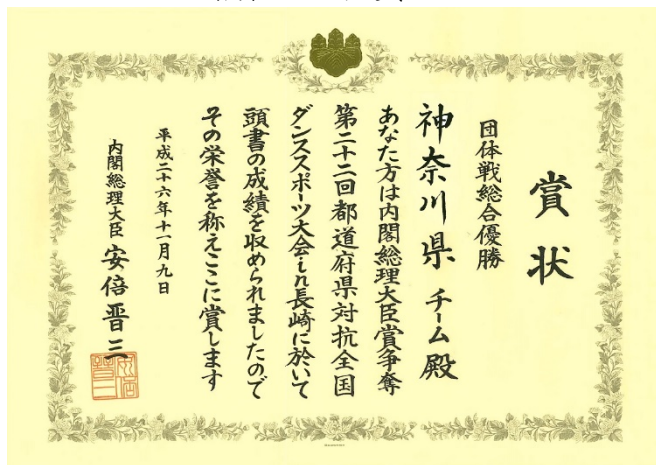 賞状
団体戦総合優勝
神奈川県 チーム殿
あなた方は内閣総理大臣賞争奪
第二十二回都道府県対抗全国
ダンススポーツ大会in長崎に於いて
頭書の成績を収められましたので
その栄誉を称えここに賞します
平成二十六年十一月九日
内閣総理大臣 安倍晋三